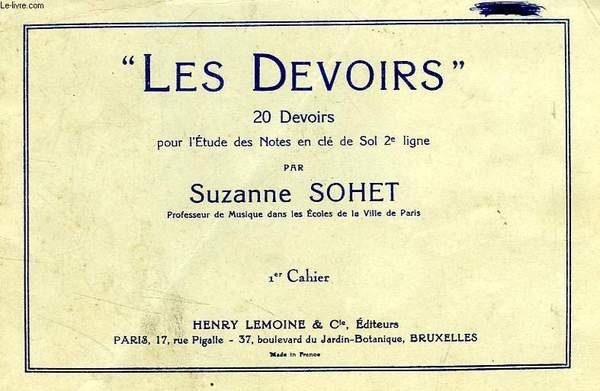 Le-livre.com
"LES DEVOIRS"
20 Devoirs
pour l'Étude des Notes en clé de Sol 2e ligne
PAR
Suzanne SOHET
Professeur de Musique dans les Écoles de la Ville de Paris
1er Cahier
HENRY LEMOINE & Cie, Éditeurs
PARIS, 17, rue Pigalle - 37, boulevard du Jardin-Botanique, BRUXELLES
Made in France